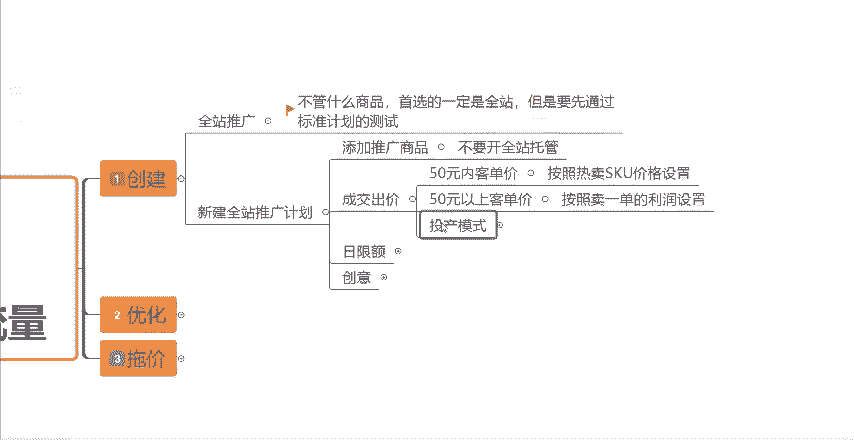 不管什么商品，首选的一定是全站，但是要先通过
标准计划的测试
全站推广
添加推广商品
不要开全站托管
1 创建
50元内客单价
按照热卖SKU价格设置
成交出价
50元以上客单价
按照卖一单的利润设置
新建全站推广计划
投产模式
日限额
创意
流量
2 优化
3 拖价